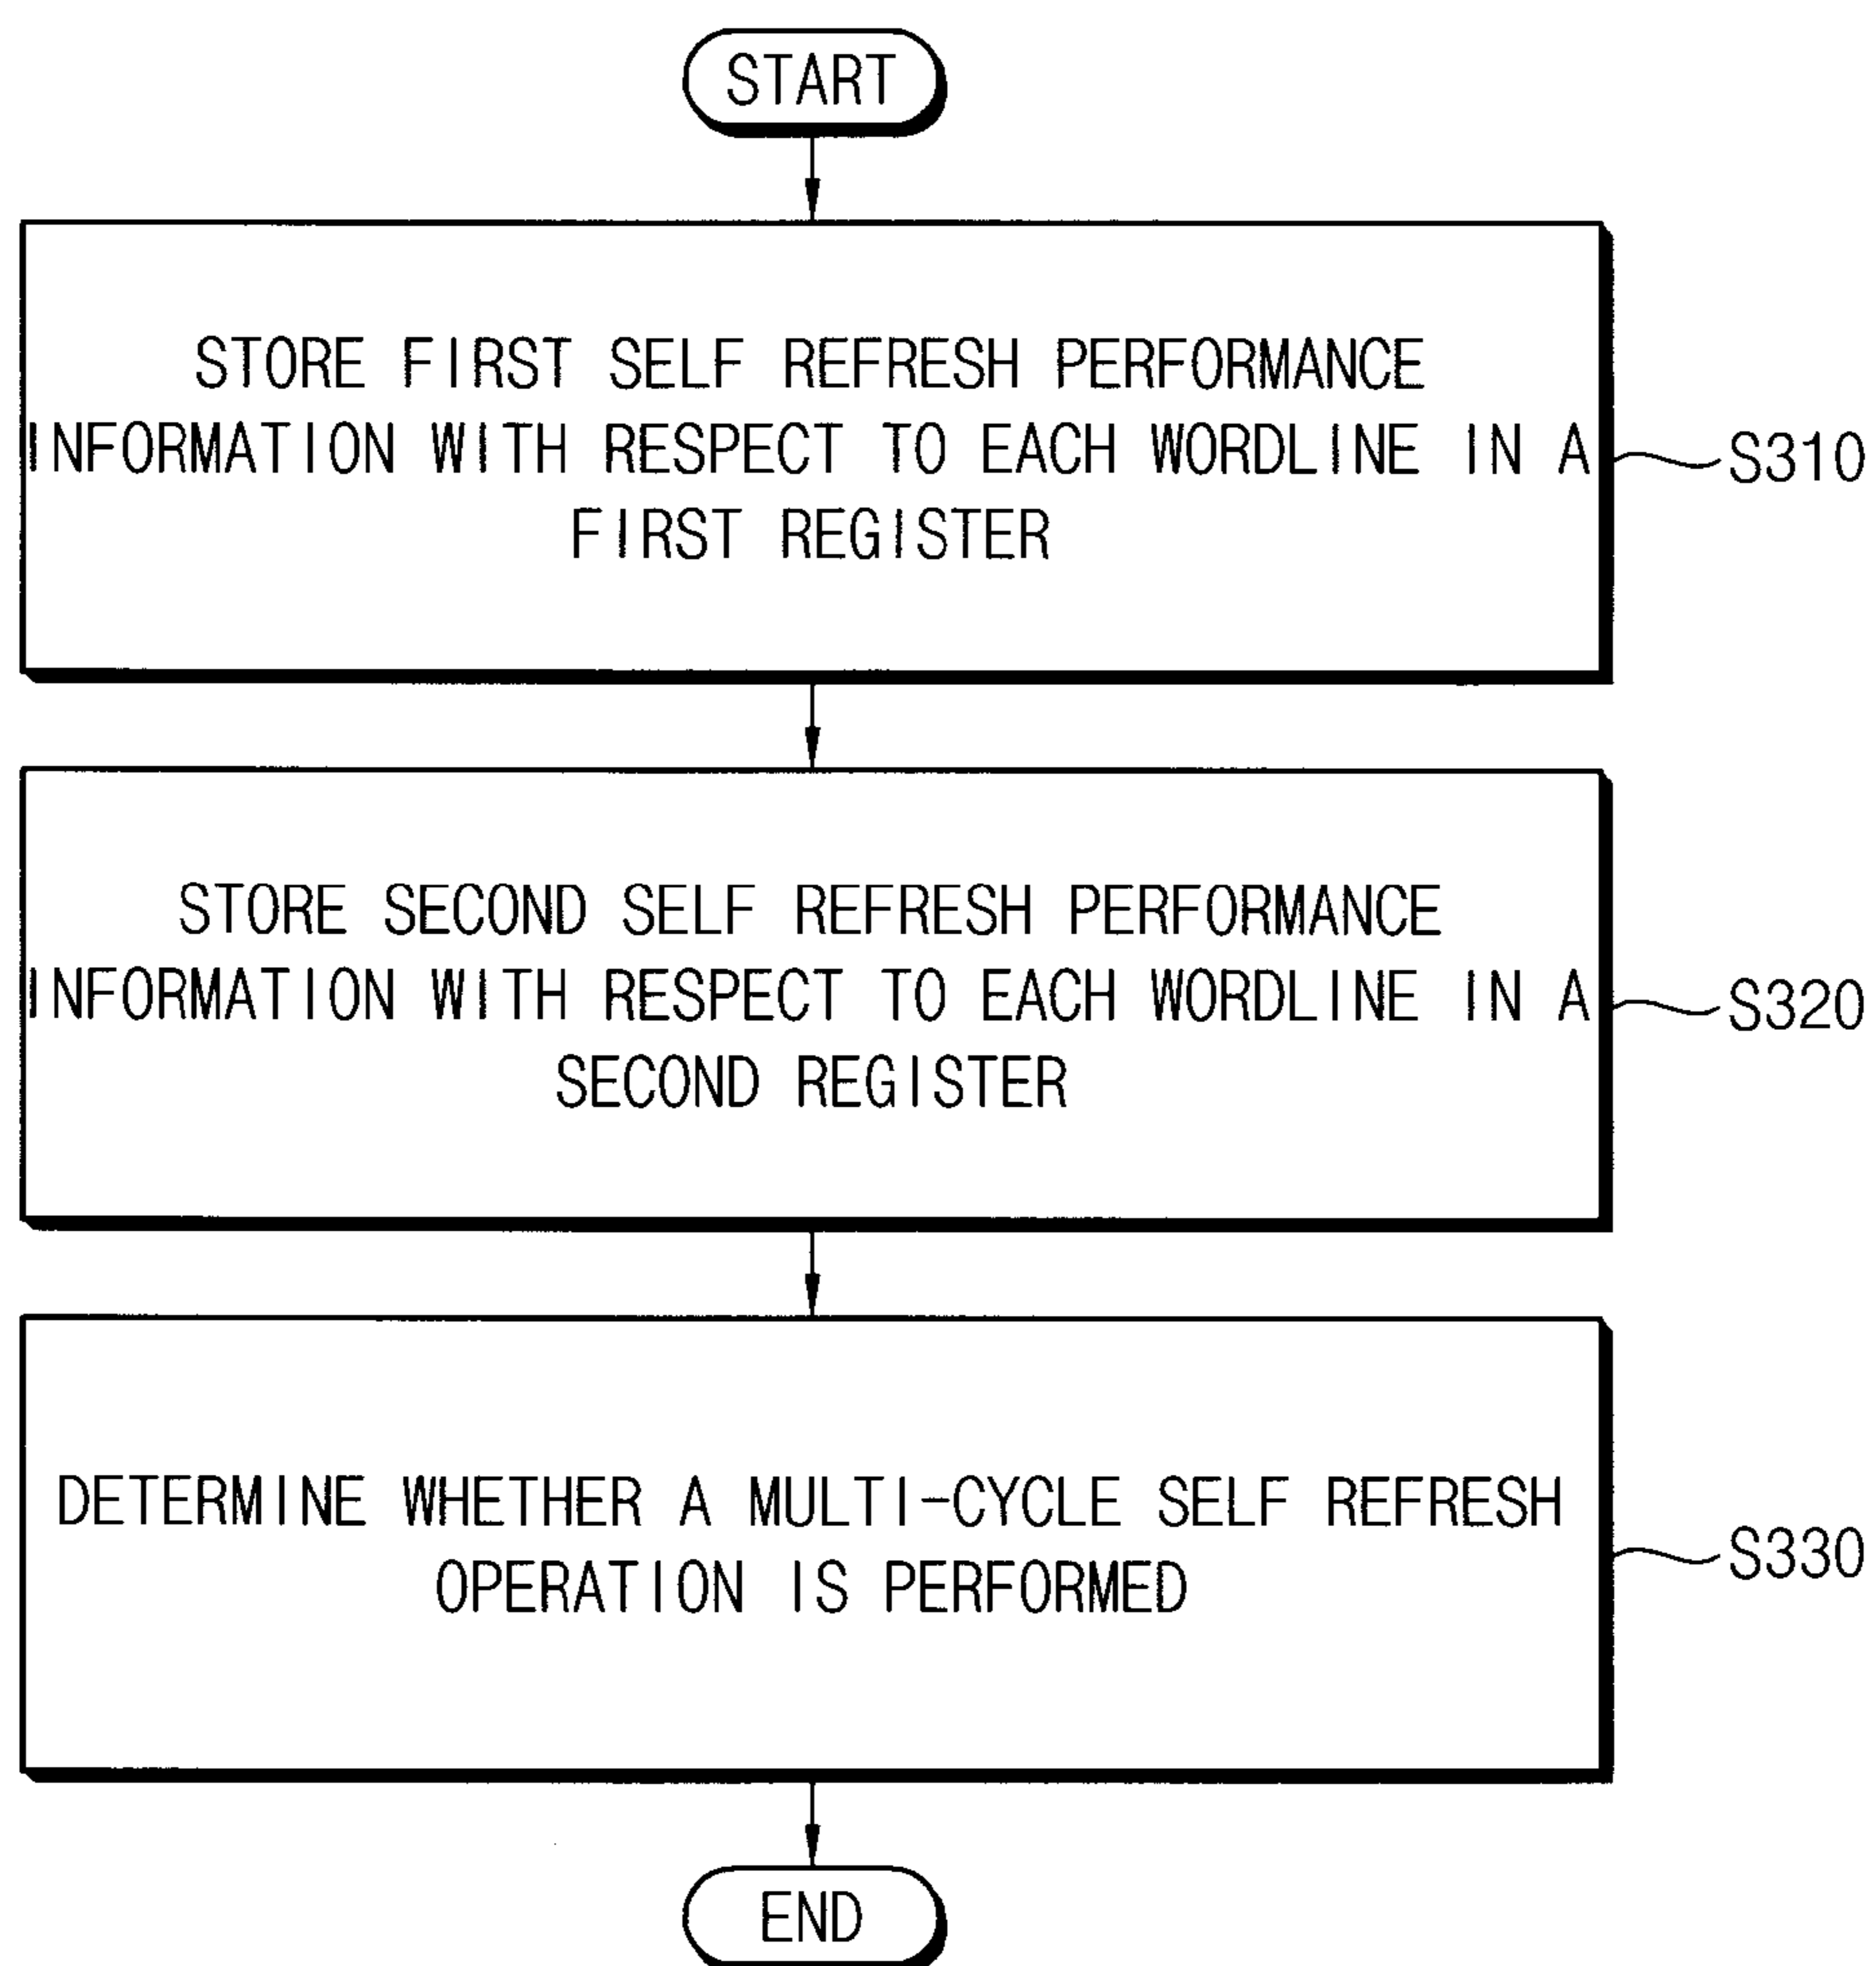 START
STORE FIRST SELF REFRESH PERFORMANCE
INFORMATION WITH RESPECT TO EACH WORDLINE IN A
FIRST REGISTER
S310
STORE SECOND SELF REFRESH PERFORMANCE
INFORMATION WITH RESPECT TO EACH WORDLINE IN A
SECOND REGISTER
S320
DETERMINE WHETHER A MULTI-CYCLE SELF REFRESH
OPERATION IS PERFORMED
S330
END